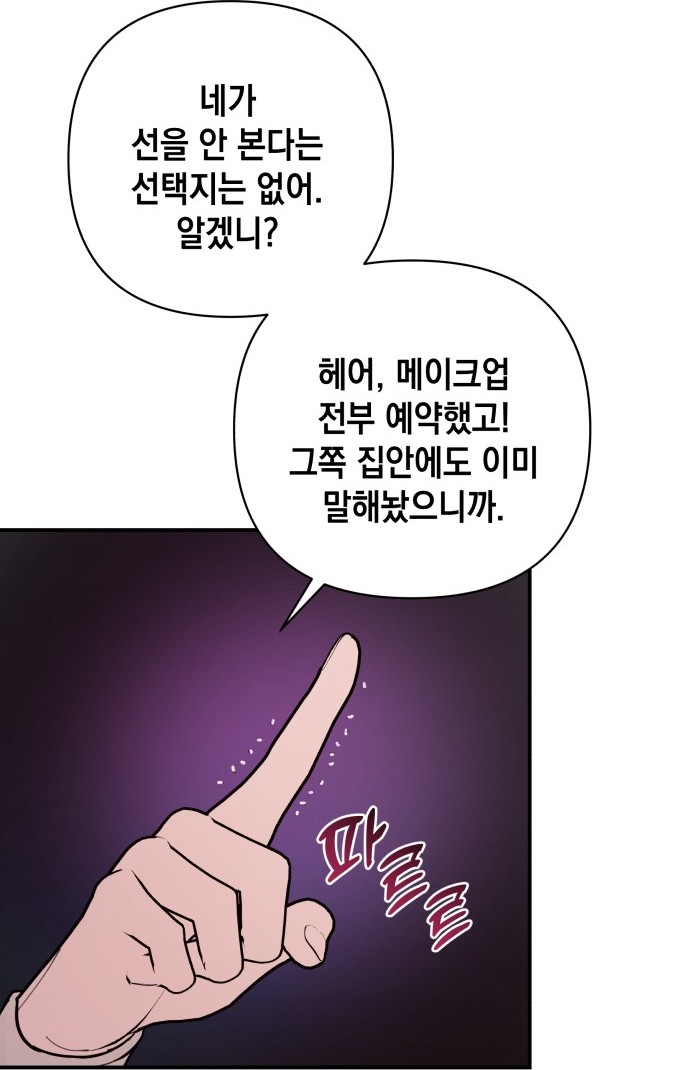 네가
선을 안 본다는
선택지는 없어.
알겠니?
헤어, 메이크업
전부 예약했고!
그쪽 집안에도 이미
말해놨으니까.
파르르